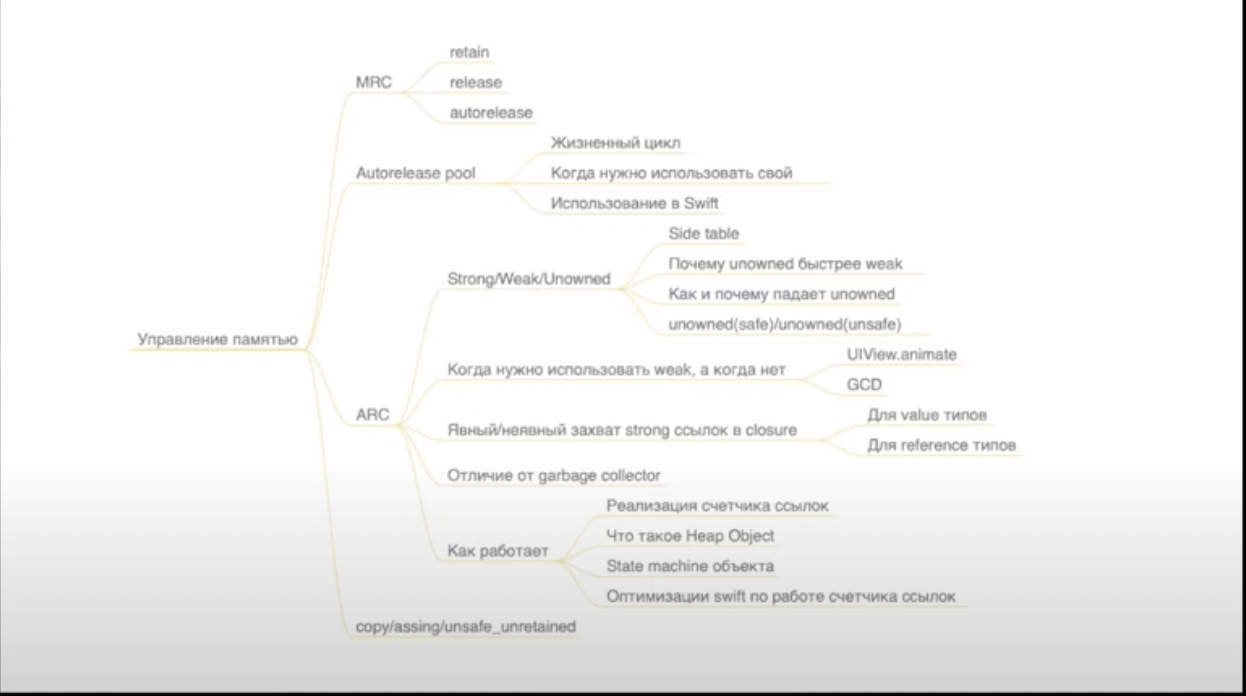 retain
MRC
release
autorelease
Жизненный цикл
Autorelease pool
Когда нужно использовать свой
Использование в Swift
Side table
Почему unowned быстрее weak
Strong/Weak/Unowned
Как и почему падает unowned
unowned(safe)/unowned(unsafe)
Управление памятью
UIView.animate
Когда нужно использовать weak, а когда нет
GCD
ARC
Для value типов
Явный/неявный захват strong ссылок в closure
Для reference типов
Отличие от garbage collector
Реализация счетчика ссылок
Что такое Heap Object
Как работает
State machine объекта
Оптимизации swift по работе счетчика ссылок
copy/assing/unsafe_unretained